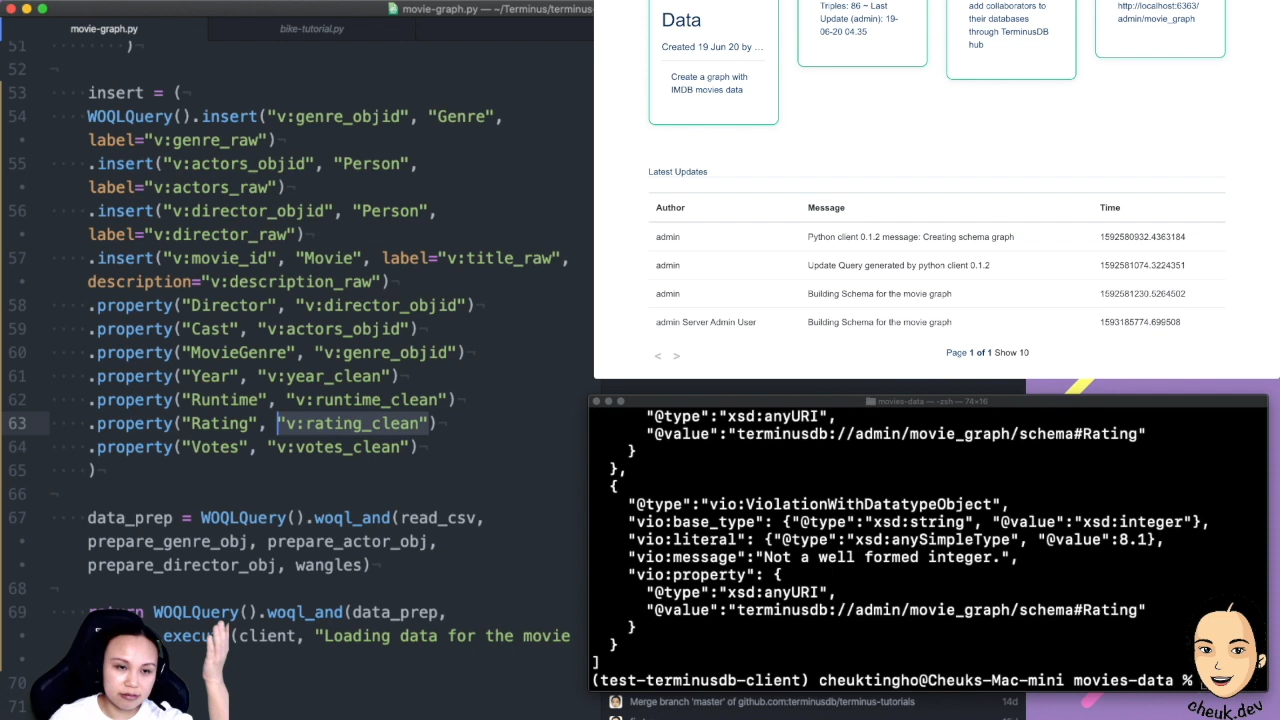 movie-graph.py — ~/Terminus/terminus-tutorials
movie-graph.py
bike-tutorial.py
51 )
52
53 insert = (
54 WOQLQuery().insert("v:genre_objid", "Genre",
label="v:genre_raw")
55 .insert("v:actors_objid", "Person",
label="v:actors_raw")
56 .insert("v:director_objid", "Person",
label="v:director_raw")
57 .insert("v:movie_id", "Movie", label="v:title_raw",
description="v:description_raw")
58 .property("Director", "v:director_objid")
59 .property("Cast", "v:actors_objid")
60 .property("MovieGenre", "v:genre_objid")
61 .property("Year", "v:year_clean")
62 .property("Runtime", "v:runtime_clean")
63 .property("Rating", "v:rating_clean")
64 .property("Votes", "v:votes_clean")
65 )
66
67 data_prep = WOQLQuery().woql_and(read_csv,
prepare_genre_obj, prepare_actor_obj,
prepare_director_obj, wangles)
68
69 return WOQLQuery().woql_and(data_prep,
execute(client, "Loading data for the movie
70
71
Data
Created 19 Jun 20 by ...
Create a graph with
IMDB movies data
Triples: 86 ~ Last
Update (admin): 19-
06-20 04.35
add collaborators to
their databases
through TerminusDB
hub
http://localhost:6363/
admin/movie_graph
Latest Updates
Author Message Time
admin Python client 0.1.2 message: Creating schema graph 1592580932.4363184
admin Update Query generated by python client 0.1.2 1592581074.3224351
admin Building Schema for the movie graph 1592581230.5264502
admin Server Admin User Building Schema for the movie graph 1593185774.699508
< > Page 1 of 1 Show 10
movies-data — -zsh — 74×16
"@type":"xsd:anyURI",
"@value":"terminusdb://admin/movie_graph/schema#Rating"
}
},
{
"@type":"vio:ViolationWithDatatypeObject",
"vio:base_type": {"@type":"xsd:string", "@value":"xsd:integer"},
"vio:literal": {"@type":"xsd:anySimpleType", "@value":8.1},
"vio:message":"Not a well formed integer.",
"vio:property": {
"@type":"xsd:anyURI",
"@value":"terminusdb://admin/movie_graph/schema#Rating"
}
}
]
(test-terminusdb-client) cheuktingho@Cheuks-Mac-mini movies-data %
Merge branch 'master' of github.com:terminusdb/terminus-tutorials 14d
cheuk.dev